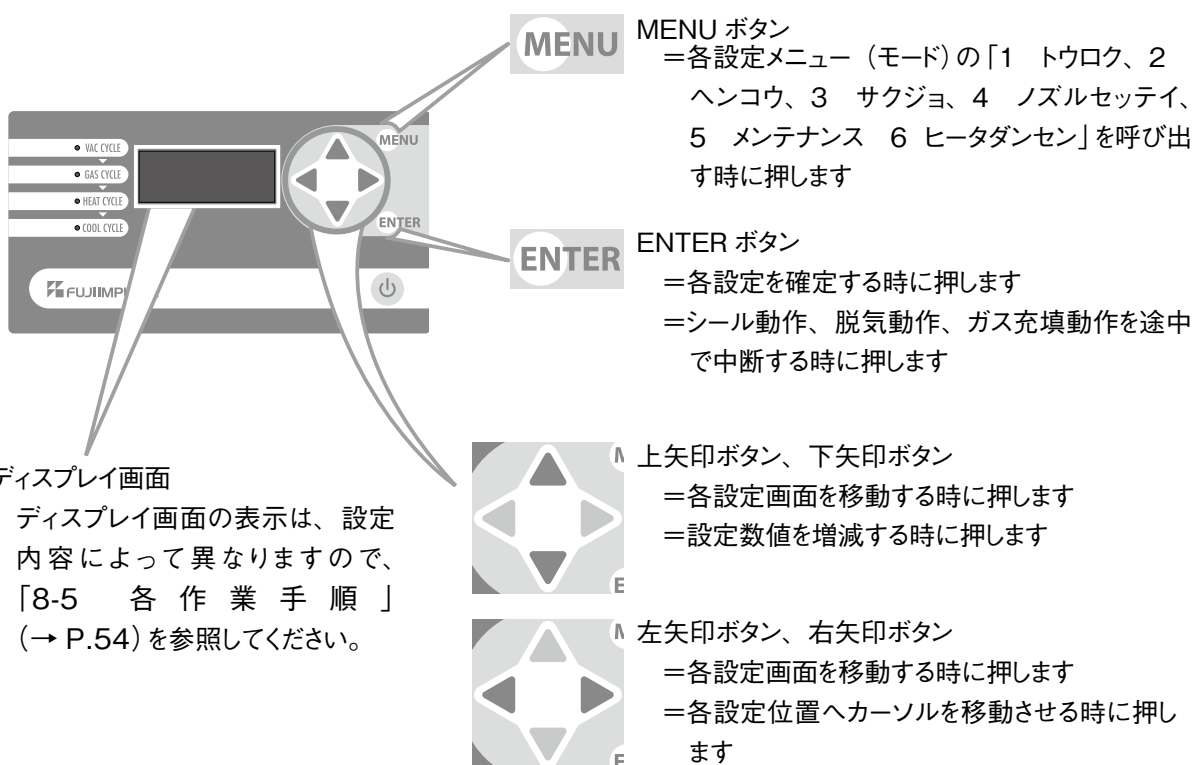 MENU
MENU ボタン
＝各設定メニュー（モード）の「1　トウロク、2
ヘンコウ、3　サクジョ、4　ノズルセッテイ、
5　メンテナンス　6 ヒータダンセン」を呼び出
す時に押します
VAC CYCLE
GAS CYCLE
HEAT CYCLE
COOL CYCLE
MENU
ENTER
FUJIIMP
ENTER
ENTER ボタン
＝各設定を確定する時に押します
＝シール動作、脱気動作、ガス充填動作を途中
で中断する時に押します
ディスプレイ画面
ディスプレイ画面の表示は、設定
内容によって異なりますので、
「8-5　各作業手順」
（→ P.54）を参照してください。
M
E
上矢印ボタン、下矢印ボタン
＝各設定画面を移動する時に押します
＝設定数値を増減する時に押します
M
E
左矢印ボタン、右矢印ボタン
＝各設定画面を移動する時に押します
＝各設定位置へカーソルを移動させる時に押し
ます